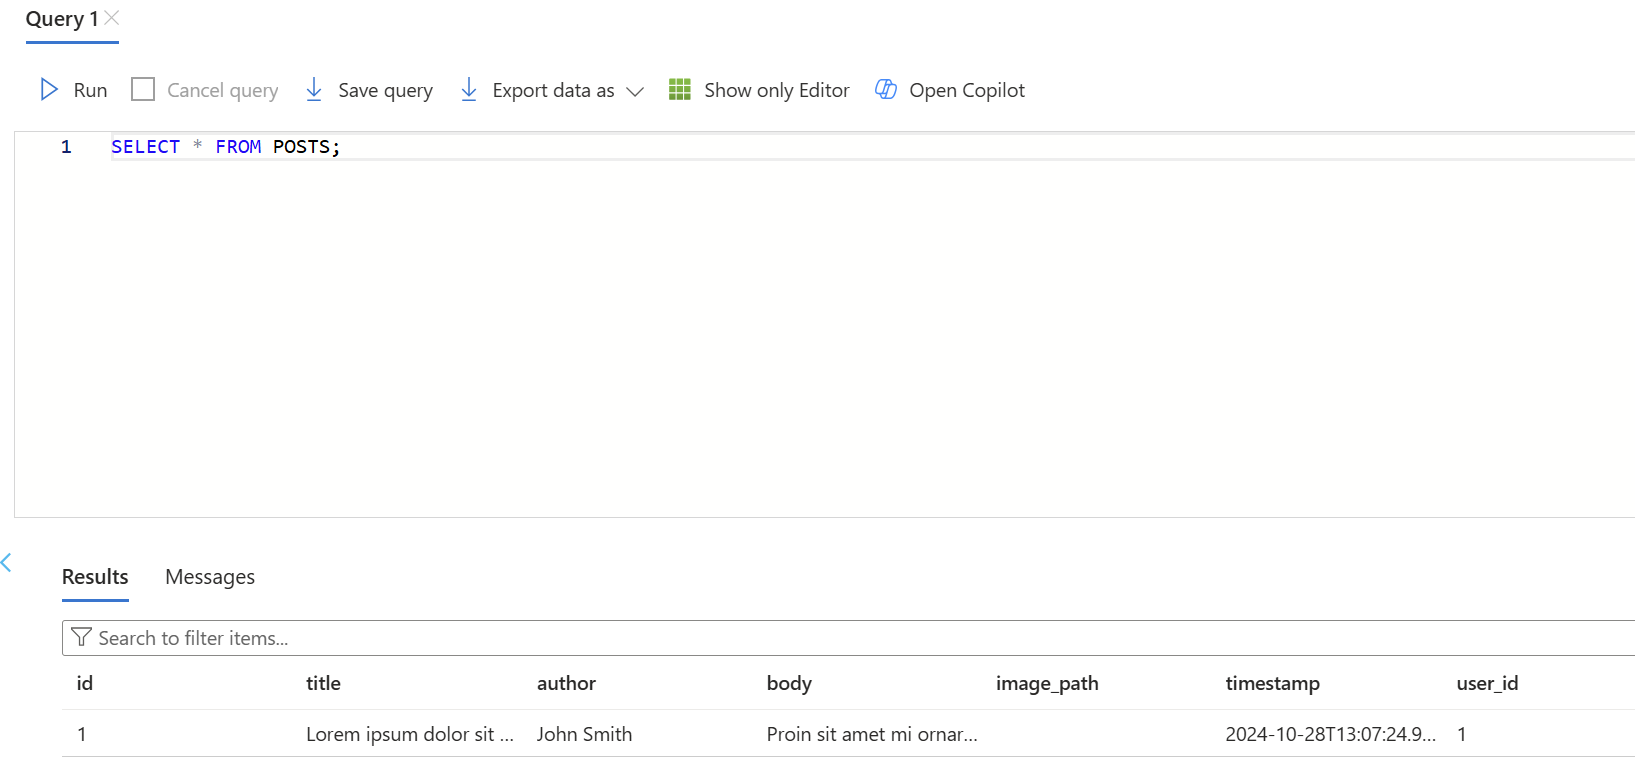 Query 1
Run Cancel query Save query Export data as Show only Editor Open Copilot
1 SELECT * FROM POSTS;
Results Messages
Search to filter items...
id title author body image_path timestamp user_id
1 Lorem ipsum dolor sit ... John Smith Proin sit amet mi ornar... 2024-10-28T13:07:24.9... 1